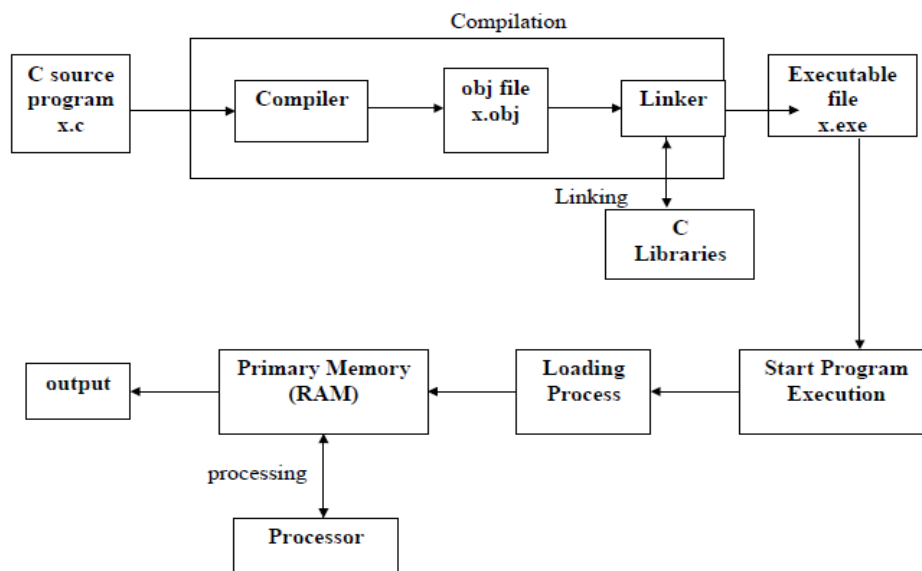 Compilation
C source
program
x.c
Compiler
obj file
x.obj
Linker
Executable
file
x.exe
Linking
C
Libraries
output
Primary Memory
(RAM)
Loading
Process
Start Program
Execution
processing
Processor